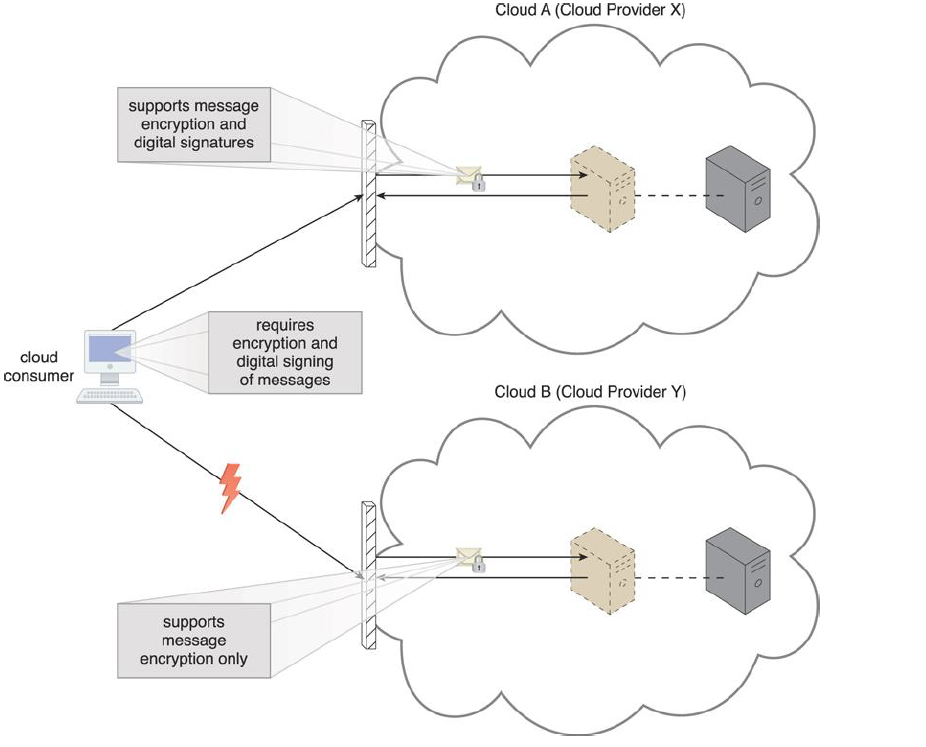 Cloud A (Cloud Provider X)
supports message
encryption and
digital signatures
requires
encryption and
digital signing
of messages
cloud
consumer
Cloud B (Cloud Provider Y)
supports
message
encryption only